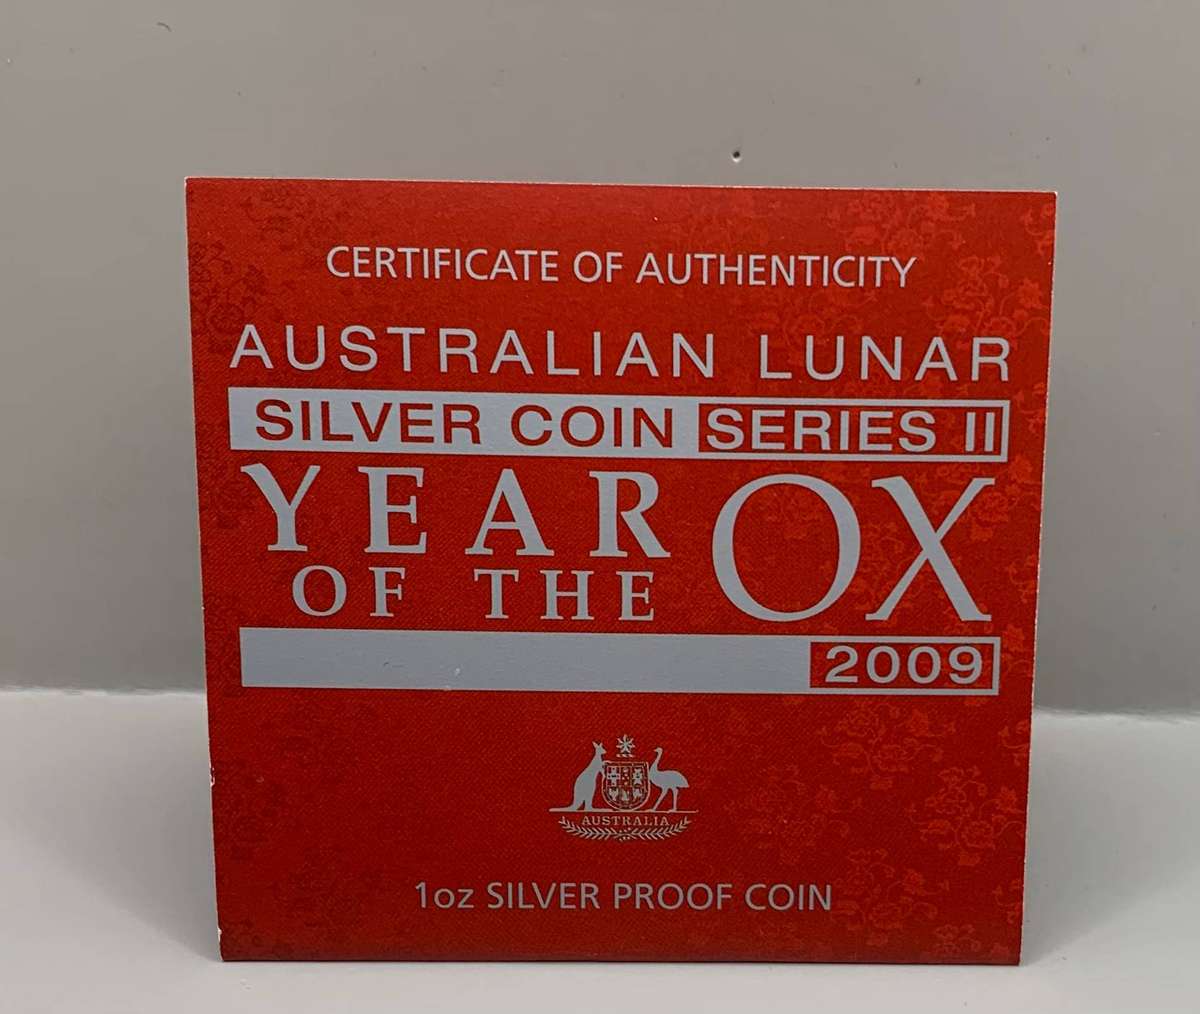 CERTIFICATE OF AUTHENTICITY
AUSTRALIAN LUNAR
SILVER COIN SERIES II
YEAR OF THE OX
2009
AUSTRALIA
1oz SILVER PROOF COIN